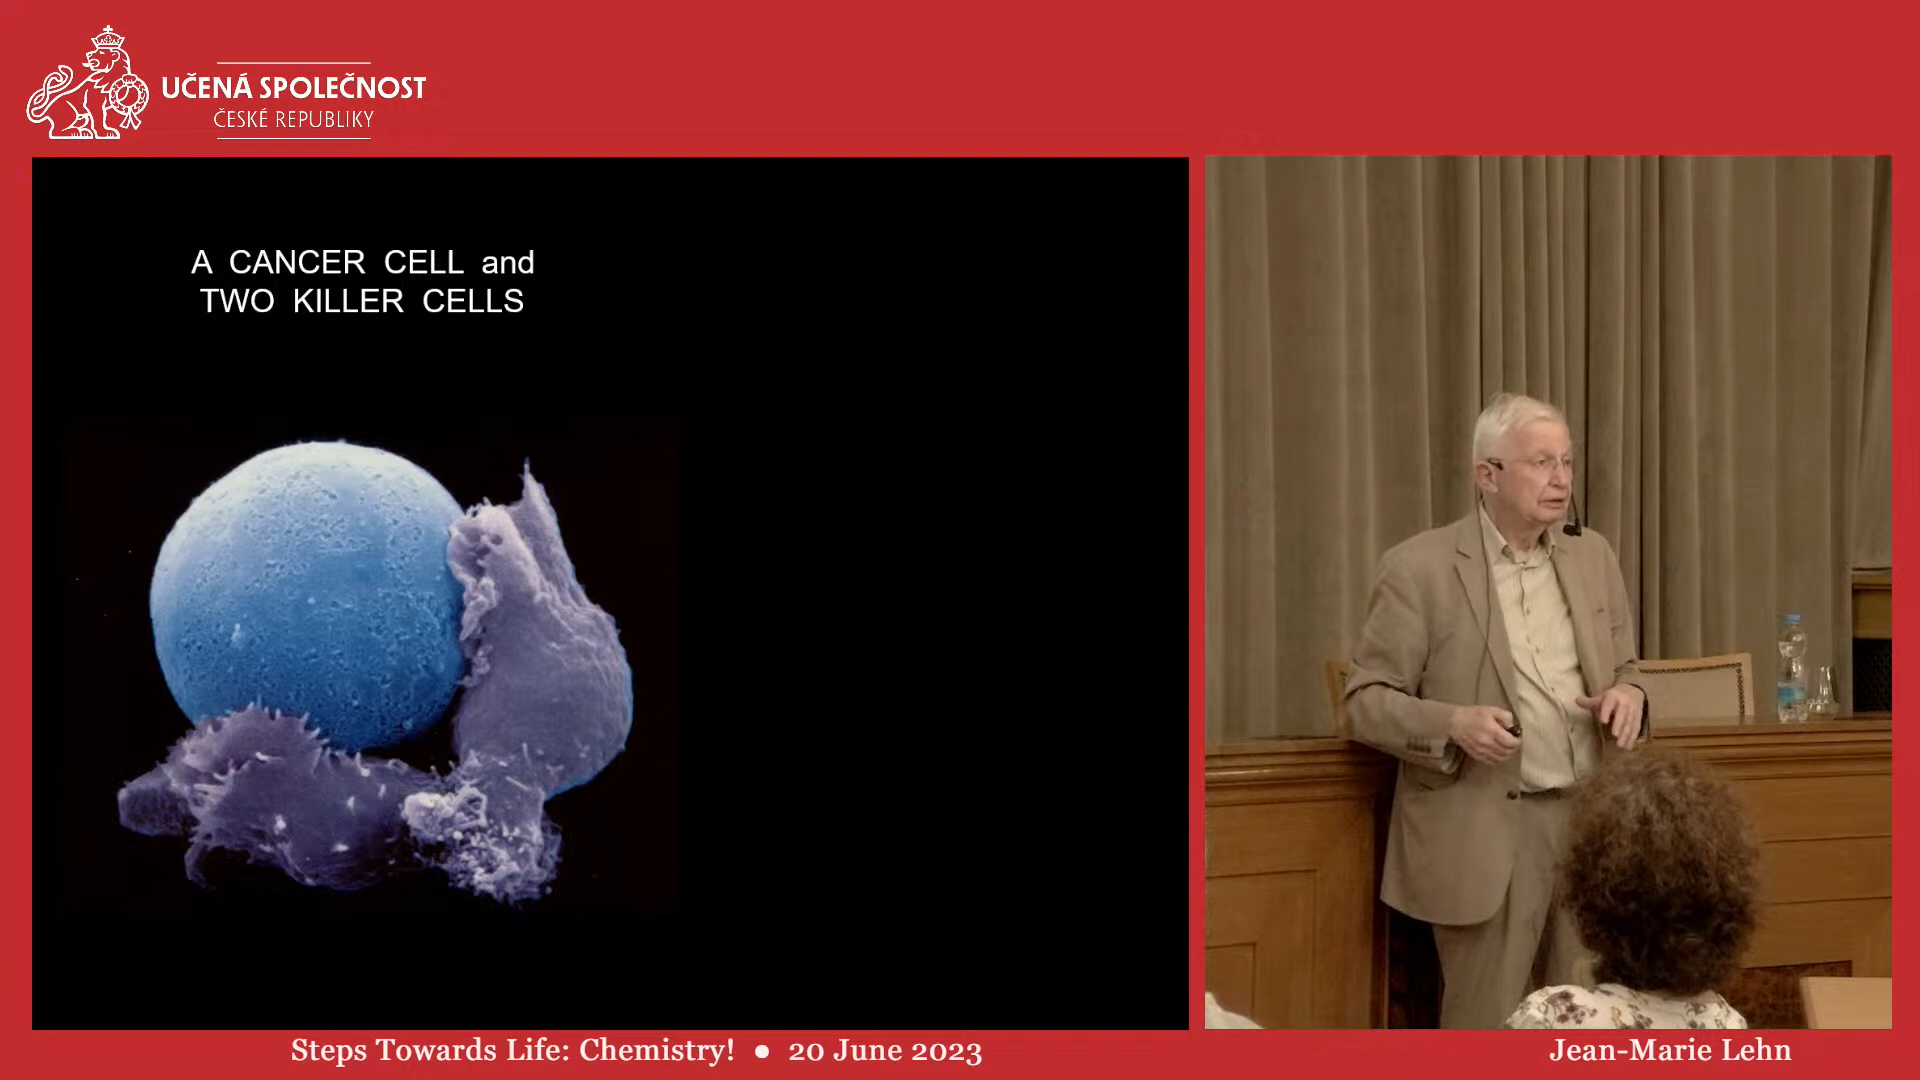 UČENÁ SPOLEČNOST
ČESKÉ REPUBLIKY
A CANCER CELL and
TWO KILLER CELLS
Steps Towards Life: Chemistry! ● 20 June 2023
Jean-Marie Lehn